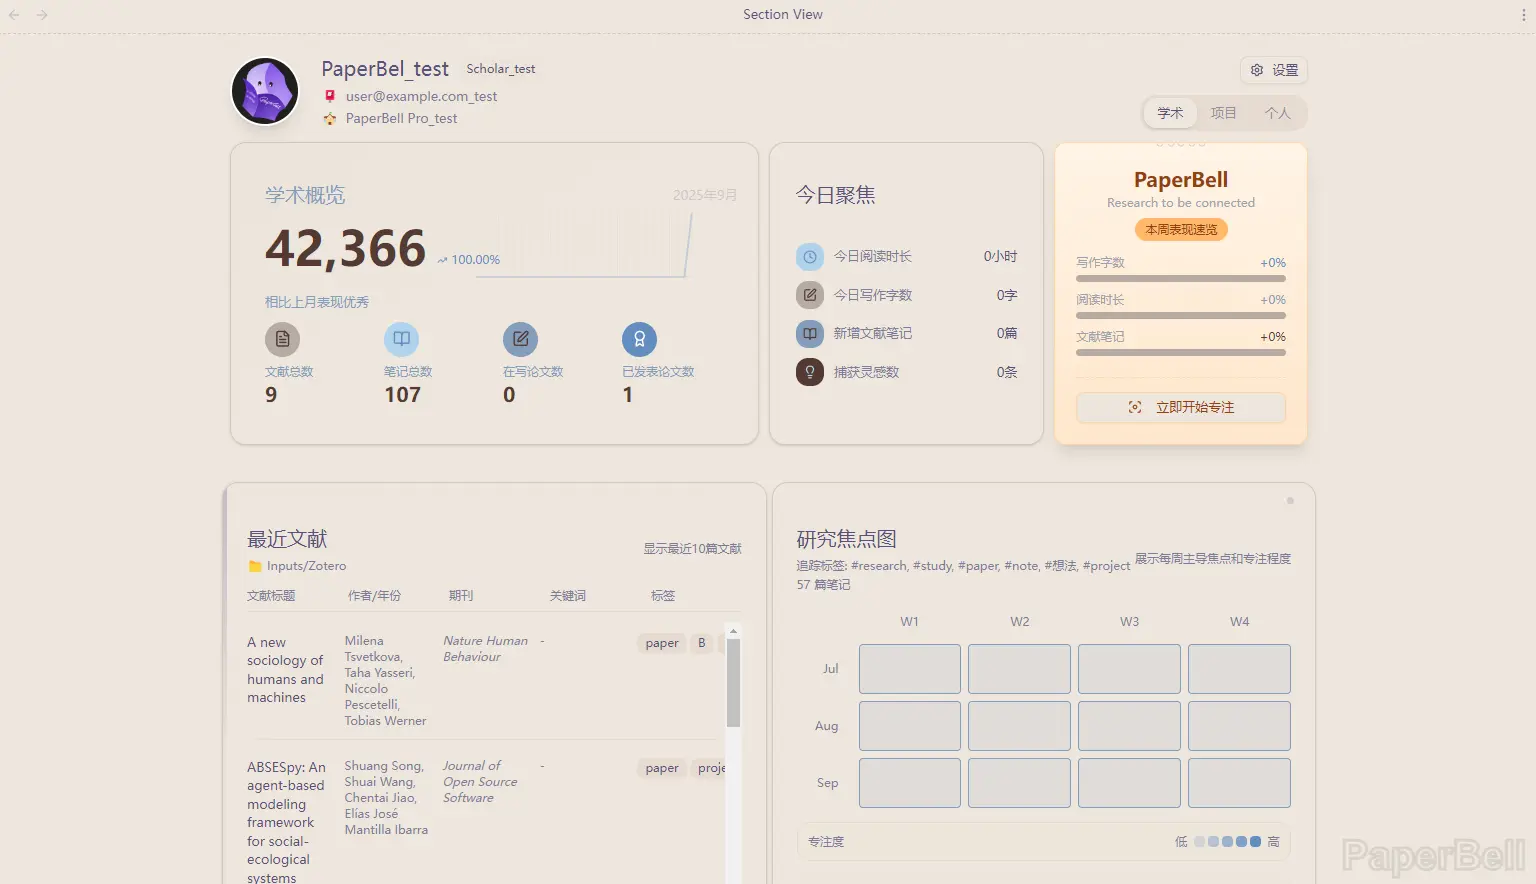 Section View
PaperBel_test Scholar_test
user@example.com_test
PaperBell Pro_test
设置
学术 项目 个人
学术概览 2025年9月
42,366 100.00%
相比上月表现优秀
文献总数 笔记总数 在写论文数 已发表论文数
9 107 0 1
今日聚焦
今日阅读时长 0小时
今日写作字数 0字
新增文献笔记 0篇
捕获灵感数 0条
PaperBell
Research to be connected
本周表现速览
写作字数 +0%
阅读时长 +0%
文献笔记 +0%
立即开始专注
最近文献
Inputs/Zotero
显示最近10篇文献
文献标题 作者/年份 期刊 关键词 标签
A new
sociology of
humans and
machines
Milena
Tsvetkova,
Taha Yasseri,
Niccolo
Pescetelli,
Tobias Werner
Nature Human
Behaviour
-
paper B
ABSESpy: An
agent-based
modeling
framework
for social-
ecological
systems
Shuang Song,
Shuai Wang,
Chentai Jiao,
Elías José
Mantilla Ibarra
Journal of
Open Source
Software
-
paper proje
研究焦点图
追踪标签: #research, #study, #paper, #note, #想法, #project
57 篇笔记
展示每周主导焦点和专注程度
W1 W2 W3 W4
Jul
Aug
Sep
专注度 低 高
PaperBell